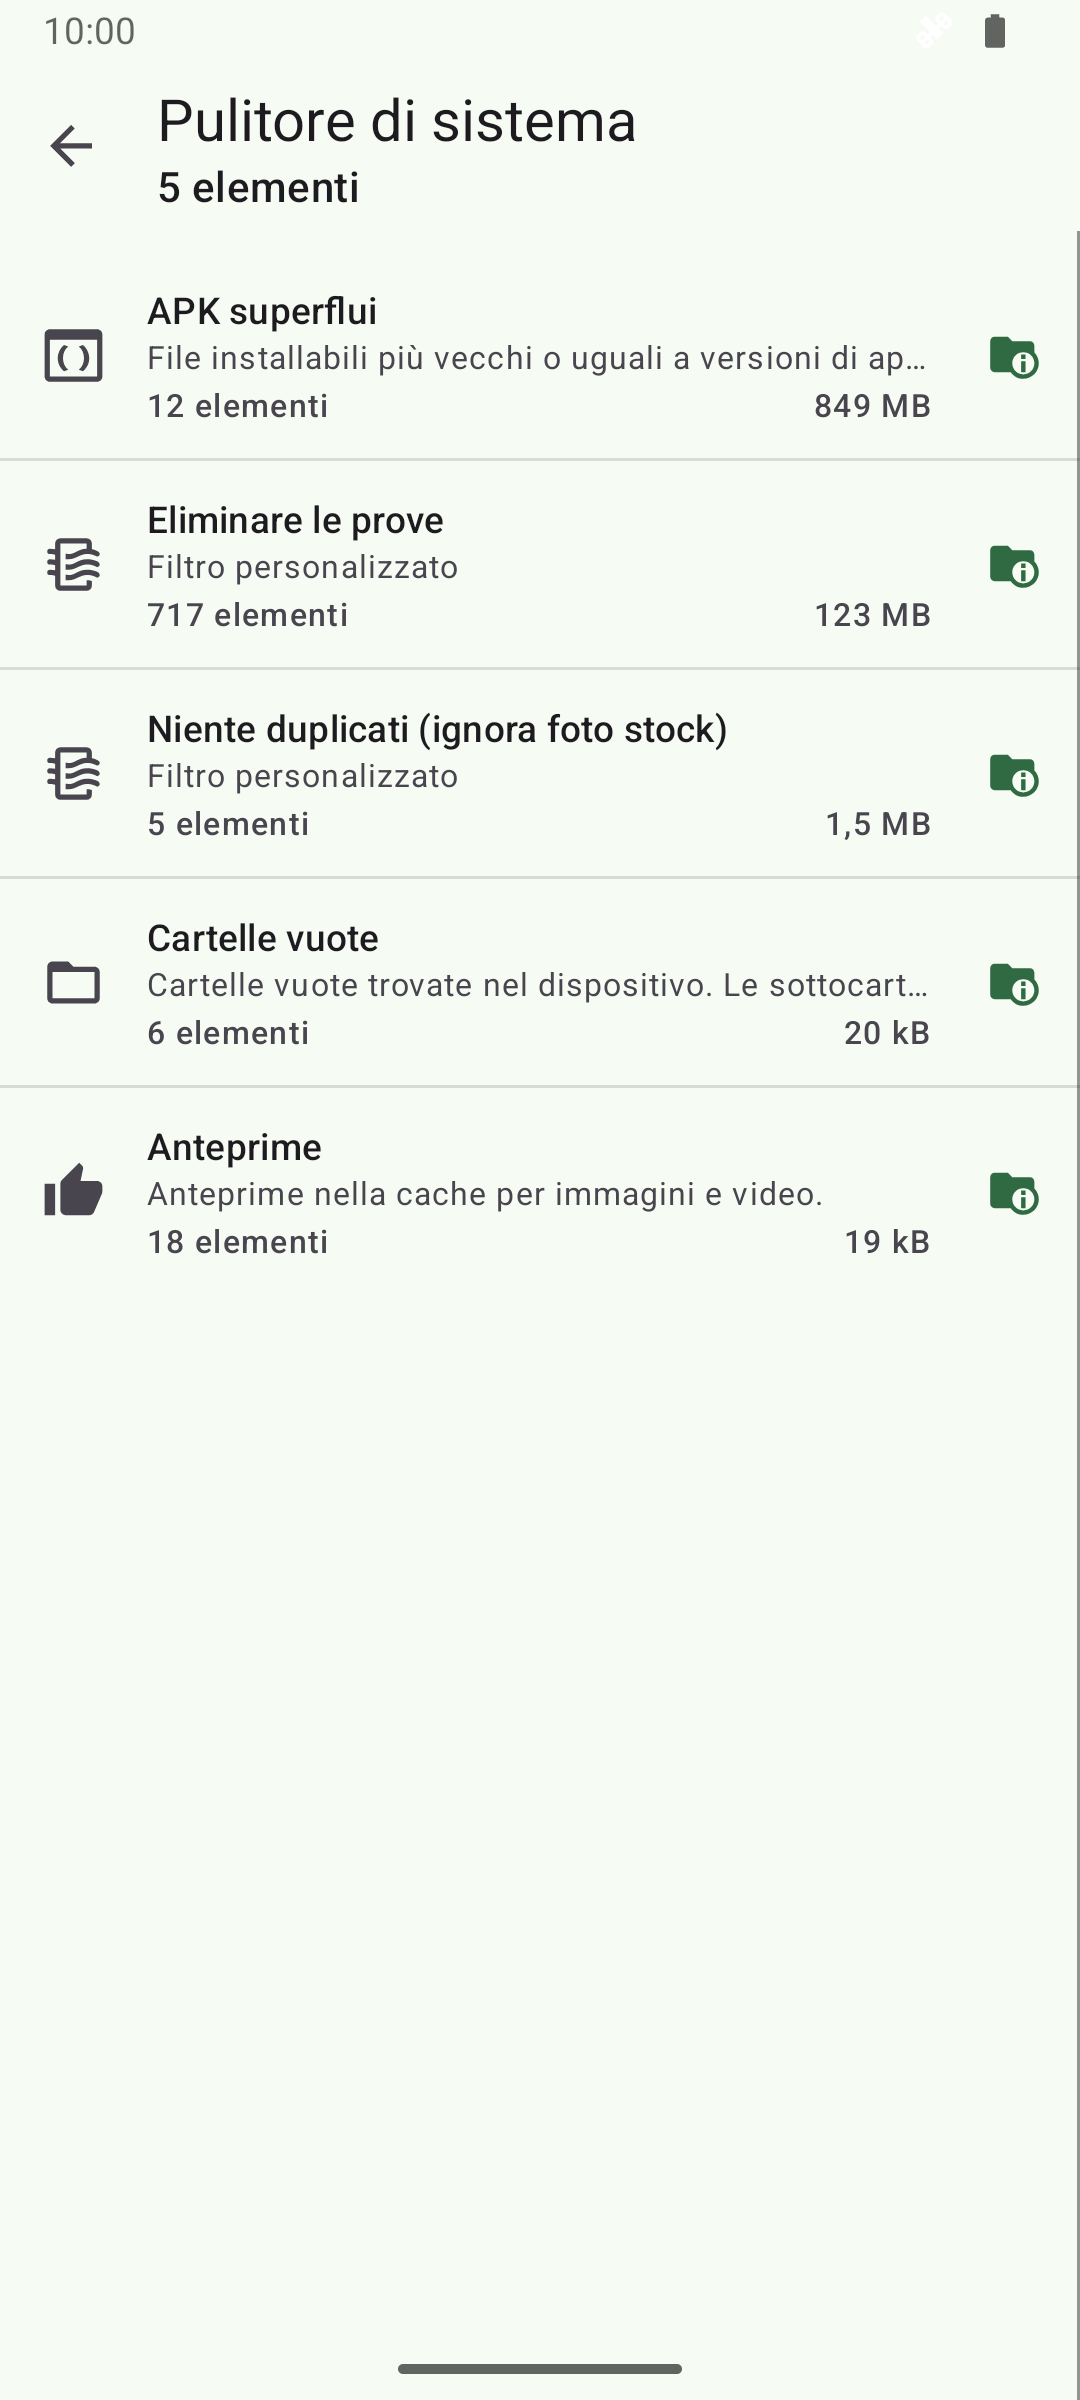 10:00
Pulitore di sistema
5 elementi
APK superflui
File installabili più vecchi o uguali a versioni di ap…
12 elementi 849 MB
Eliminare le prove
Filtro personalizzato
717 elementi 123 MB
Niente duplicati (ignora foto stock)
Filtro personalizzato
5 elementi 1,5 MB
Cartelle vuote
Cartelle vuote trovate nel dispositivo. Le sottocart…
6 elementi 20 kB
Anteprime
Anteprime nella cache per immagini e video.
18 elementi 19 kB